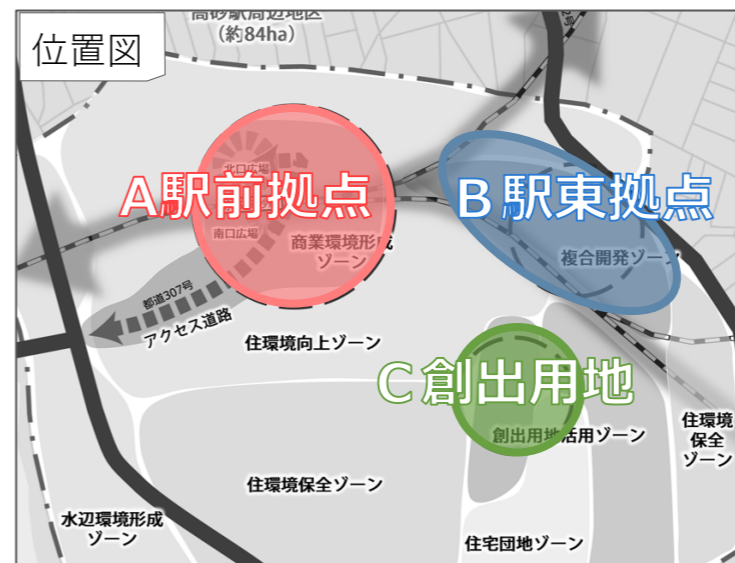 高砂駅周辺地区
(約84ha)
位置図
北口広場
A駅前拠点
B駅東拠点
南口広場
商業環境形成
ゾーン
複合開発ゾーン
都道307号
アクセス道路
住環境向上ゾーン
C創出用地
創出用地活用ゾーン
住環境
保全
ゾーン
住環境保全ゾーン
水辺環境形成
ゾーン
住宅団地ゾーン